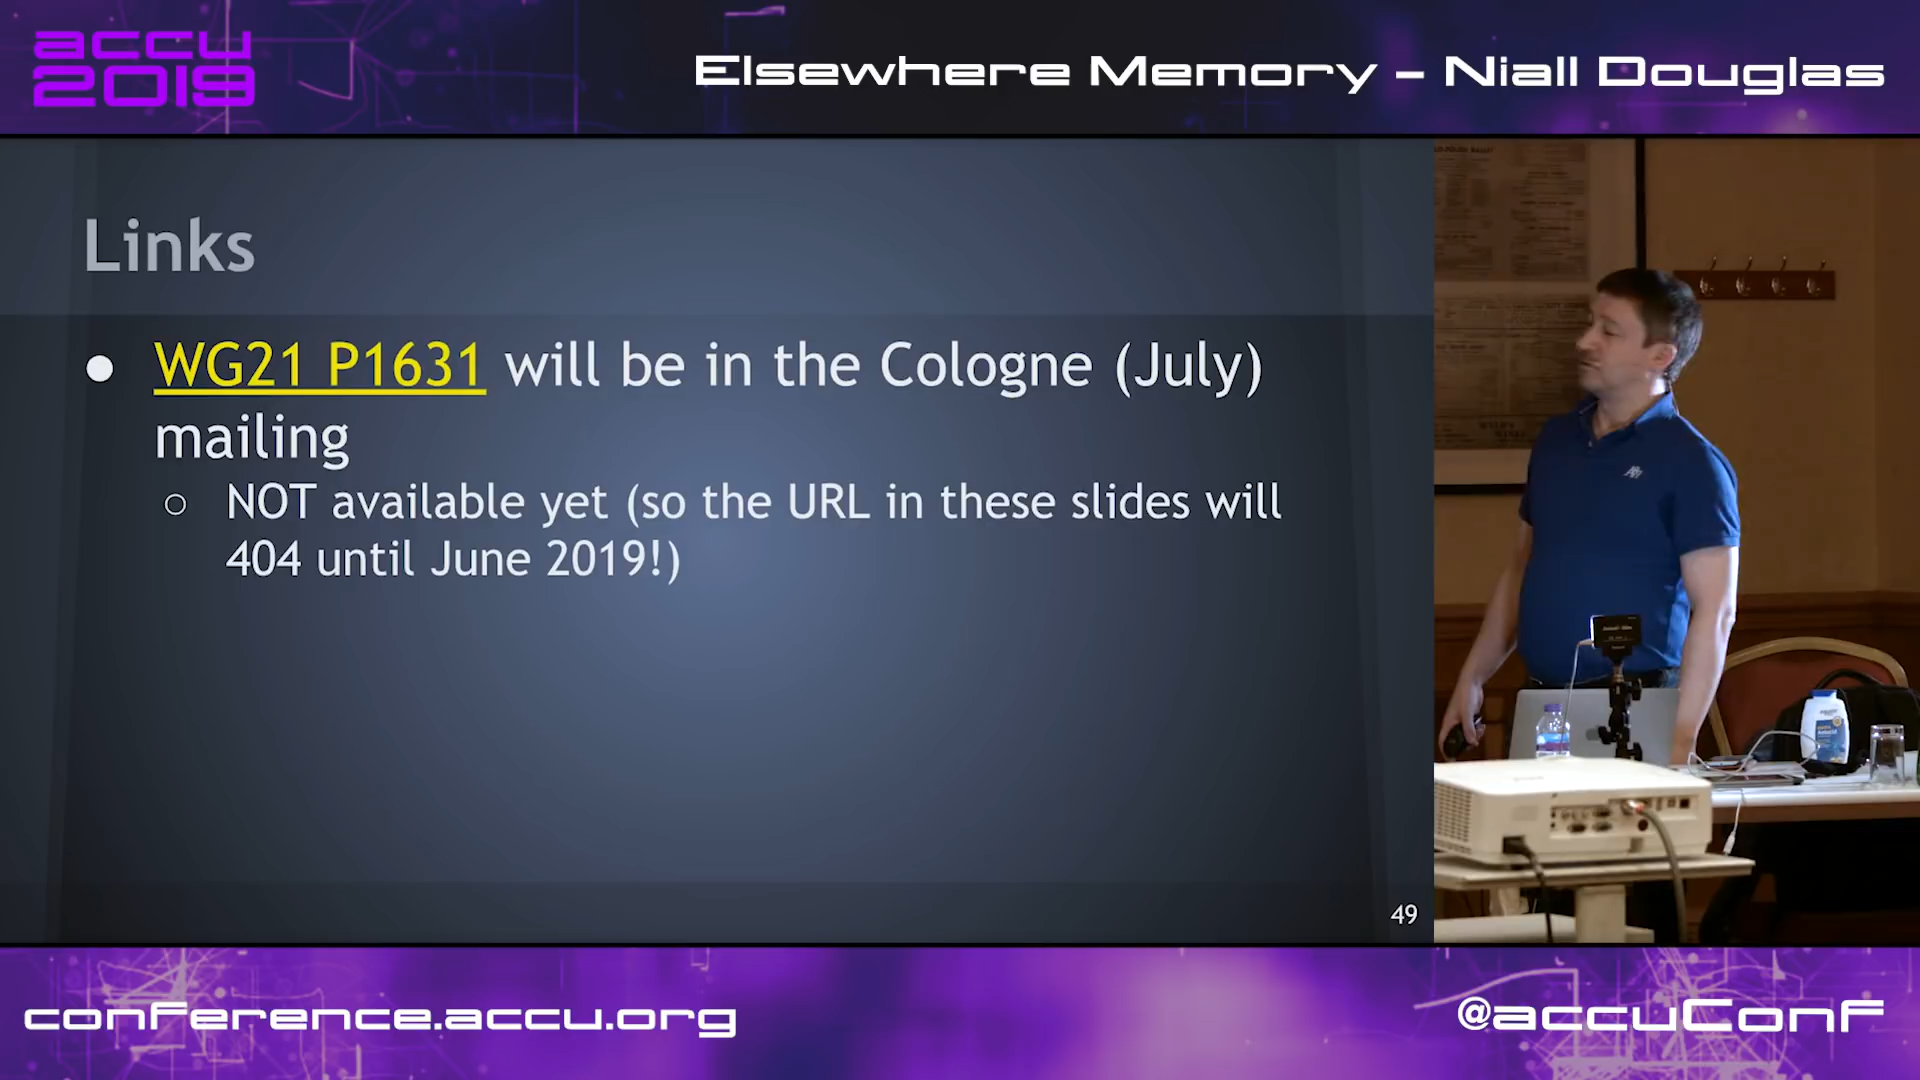 accu
2019
Elsewhere Memory – Niall Douglas
Links
● WG21 P1631 will be in the Cologne (July)
mailing
○ NOT available yet (so the URL in these slides will
404 until June 2019!)
49
conference.accu.org
@accuConf